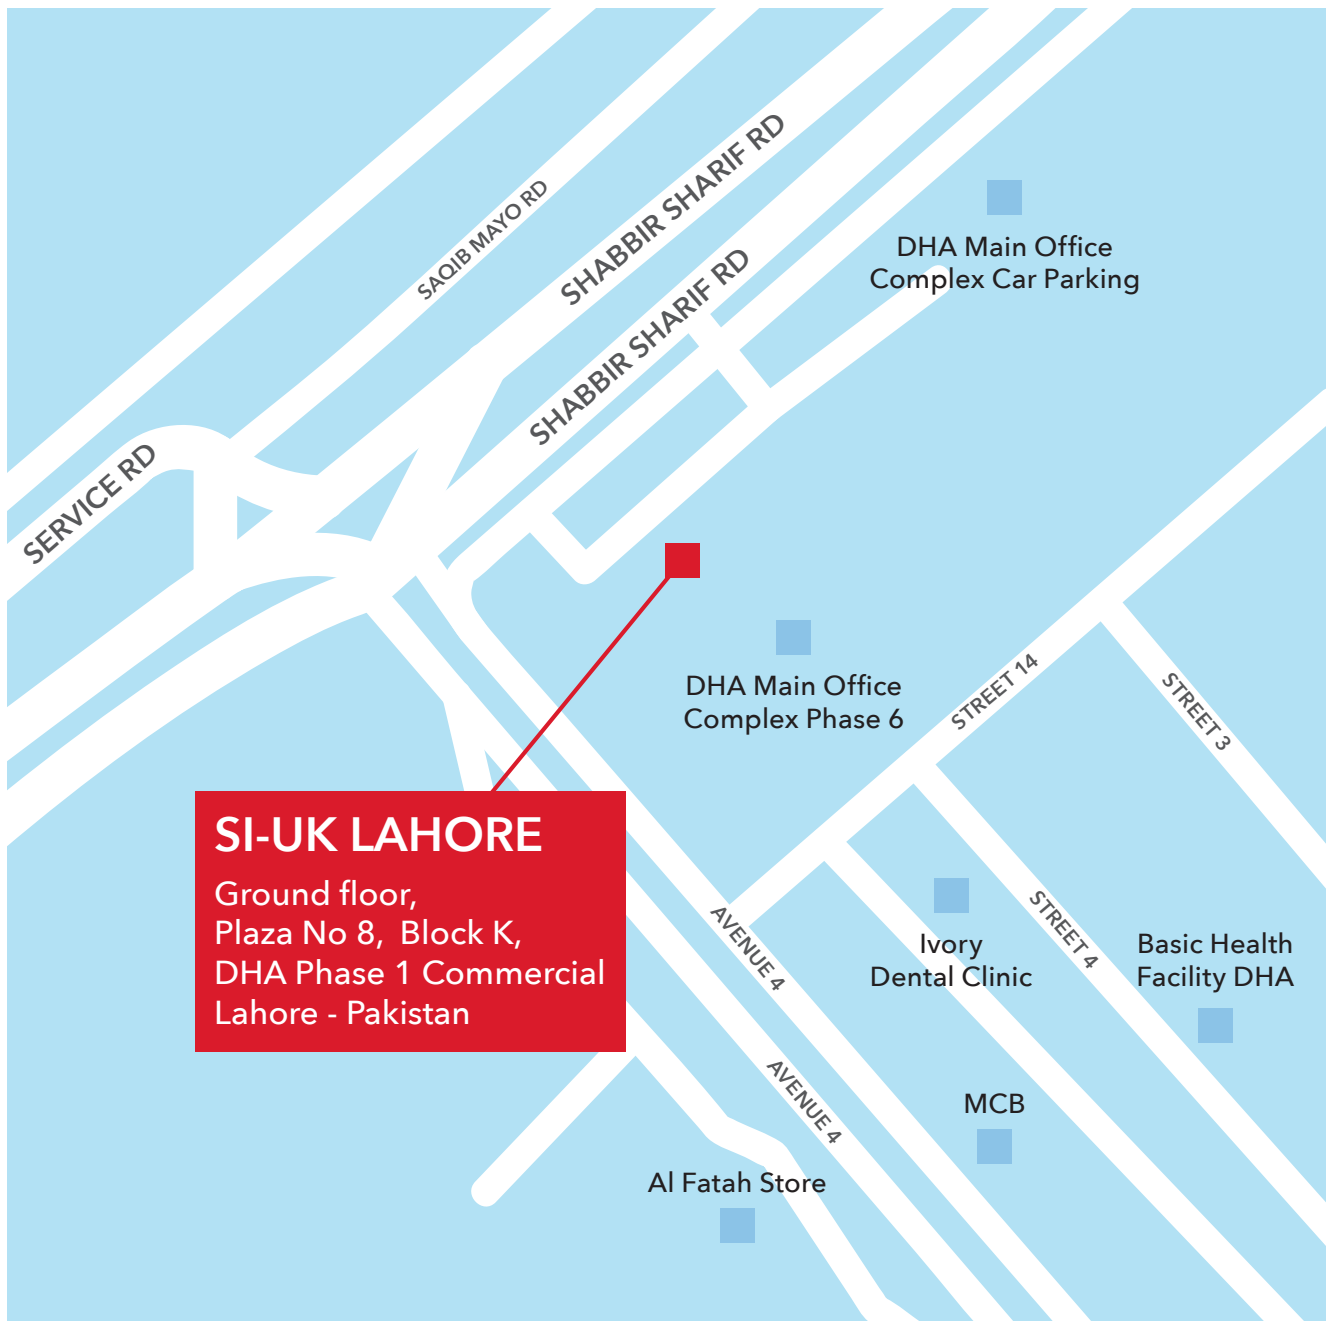 SHABBIR SHARIF RD
SAQIB MAYO RD
DHA Main Office
Complex Car Parking
SHABBIR SHARIF RD
SERVICE RD
DHA Main Office
Complex Phase 6
STREET 14
STREET 3
SI-UK LAHORE
Ground floor,
Plaza No 8, Block K,
DHA Phase 1 Commercial
Lahore - Pakistan
AVENUE 4
Ivory
Dental Clinic
STREET 4
Basic Health
Facility DHA
AVENUE 4
MCB
Al Fatah Store